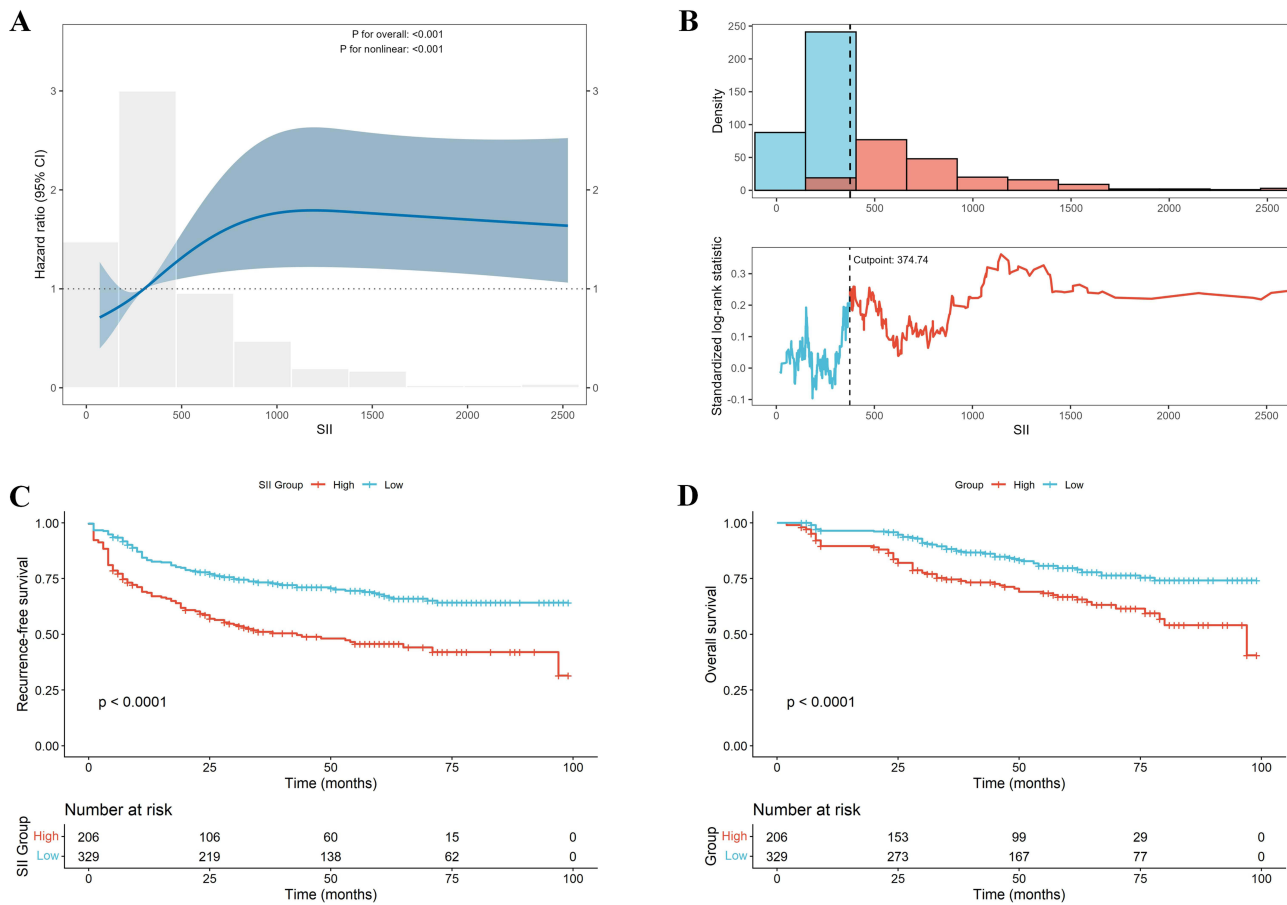 A
P for overall: <0.001
P for nonlinear: <0.001
Hazard ratio (95% CI)
3
2
1
0
3
2
1
0
0 500 1000 1500 2000 2500
SII
B
Density
250
200
150
100
50
0
0 500 1000 1500 2000 2500
Standardized log-rank statistic
Cutpoint: 374.74
0.3
0.2
0.1
0.0
-0.1
0 500 1000 1500 2000 2500
SII
C
SII Group High Low
Recurrence-free survival
1.00
0.75
0.50
0.25
0.00
p < 0.0001
0 25 50 75 100
Time (months)
Number at risk
SII Group
High 206 106 60 15 0
Low 329 219 138 62 0
0 25 50 75 100
Time (months)
D
Group High Low
Overall survival
1.00
0.75
0.50
0.25
0.00
p < 0.0001
0 25 50 75 100
Time (months)
Number at risk
Group
High 206 153 99 29 0
Low 329 273 167 77 0
0 25 50 75 100
Time (months)